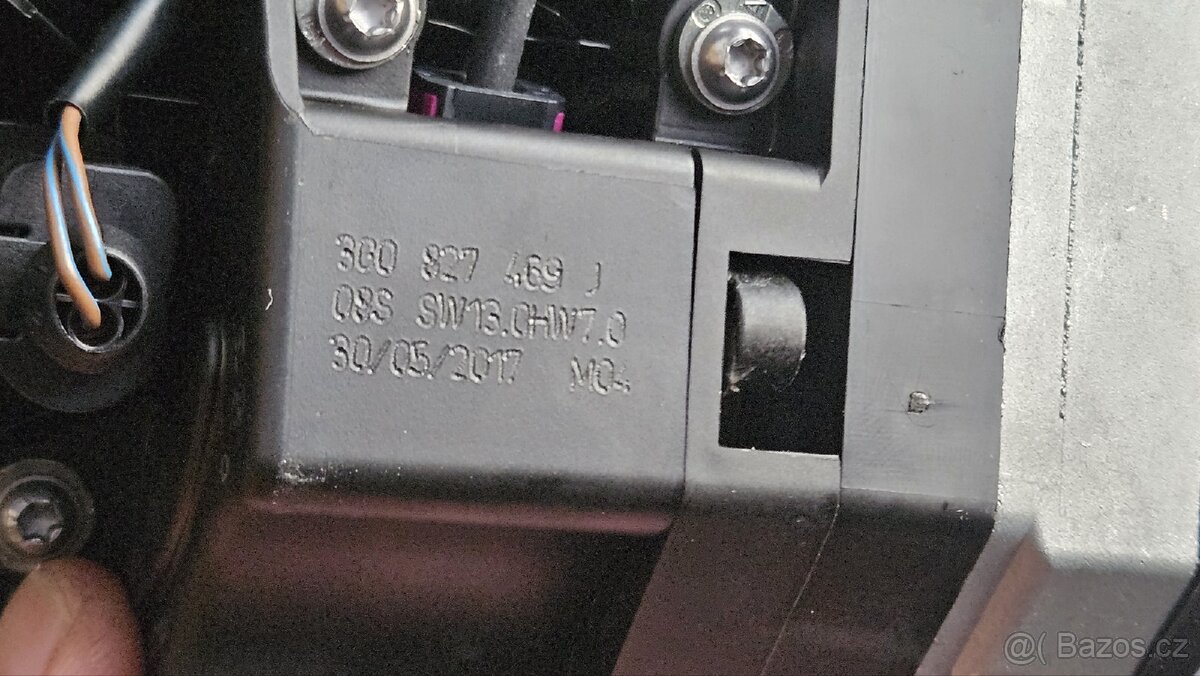 3G0 827 469 J
08S SW13.0HW7.0
30/05/2017 M04
@( Bazos.cz